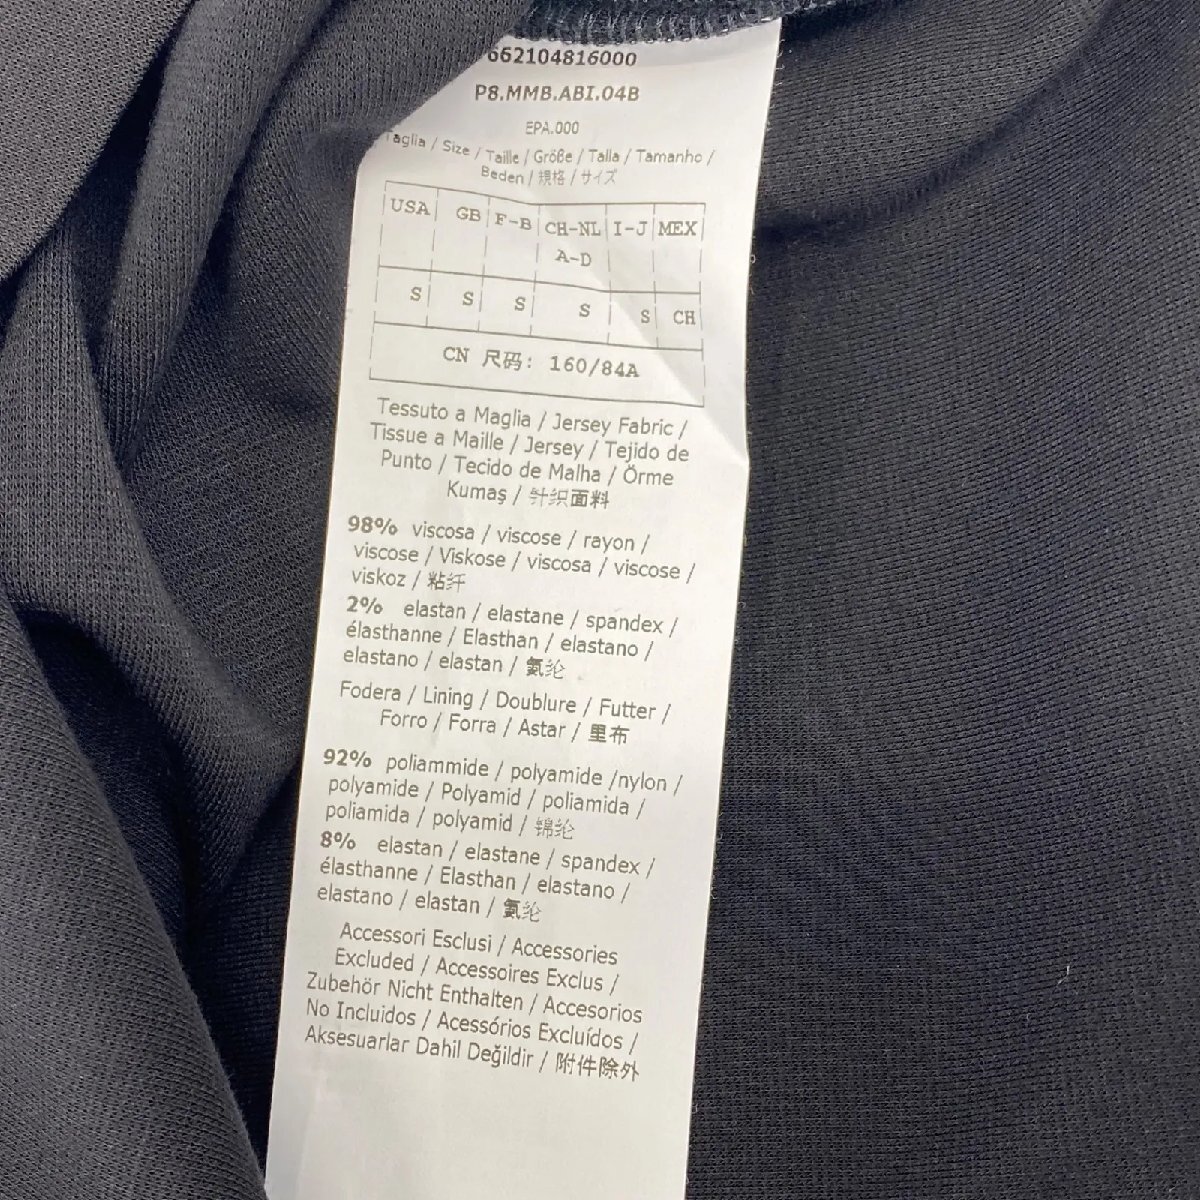 662104816000
P8.MMB.ABI.04B
EPA.000
Taglia / Size / Taille / Größe / Talla / Tamanho /
Beden / 規格 / サイズ
USA GB F-B CH-NL I-J MEX
A-D
S S S S S CH
CN 尺码: 160/84A
Tessuto a Maglia / Jersey Fabric /
Tissue a Maille / Jersey / Tejido de
Punto / Tecido de Malha / Örme
Kumaş / 针织面料
98% viscosa / viscose / rayon /
viscose / Viskose / viscosa / viscose /
viskoz / 粘纤
2% elastan / elastane / spandex /
élasthanne / Elasthan / elastano /
elastano / elastan / 氨纶
Fodera / Lining / Doublure / Futter /
Forro / Forra / Astar / 里布
92% poliammide / polyamide /nylon /
polyamide / Polyamid / poliamida /
poliamida / polyamid / 锦纶
8% elastan / elastane / spandex /
élasthanne / Elasthan / elastano /
elastano / elastan / 氨纶
Accessori Esclusi / Accessories
Excluded / Accessoires Exclus /
Zubehör Nicht Enthalten / Accesorios
No Incluidos / Acessórios Excluídos /
Aksesuarlar Dahil Değildir / 附件除外